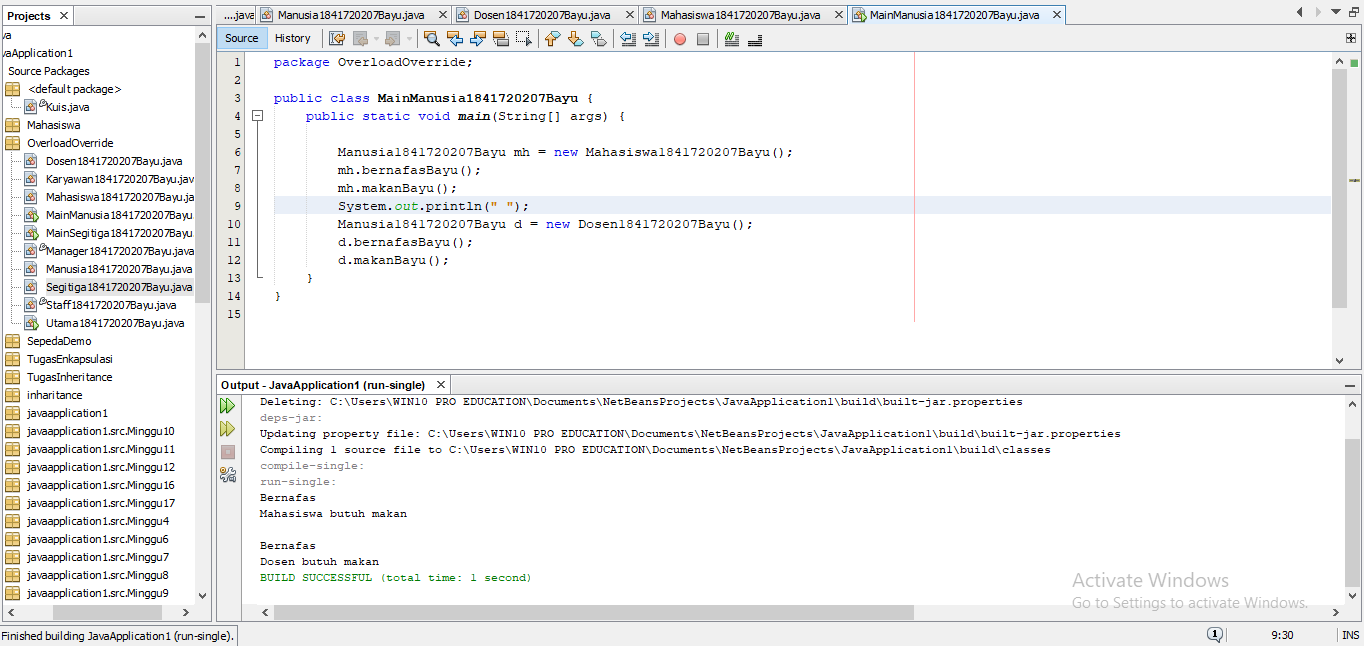 Projects
va
vaApplication1
Source Packages
<default package>
Kuis.java
Mahasiswa
OverloadOverride
Dosen1841720207Bayu.java
Karyawan1841720207Bayu.jav
Mahasiswa1841720207Bayu.ja
MainManusia1841720207Bayu
MainSegitiga1841720207Bayu
Manager1841720207Bayu.java
Manusia1841720207Bayu.java
Segitiga1841720207Bayu.java
Staff1841720207Bayu.java
Utama1841720207Bayu.java
SepedaDemo
TugasEnkapsulasi
TugasInheritance
inharitance
javaapplication1
javaapplication1.src.Minggu10
javaapplication1.src.Minggu11
javaapplication1.src.Minggu12
javaapplication1.src.Minggu16
javaapplication1.src.Minggu17
javaapplication1.src.Minggu4
javaapplication1.src.Minggu6
javaapplication1.src.Minggu7
javaapplication1.src.Minggu8
javaapplication1.src.Minggu9
....java Manusia1841720207Bayu.java Dosen1841720207Bayu.java Mahasiswa1841720207Bayu.java MainManusia1841720207Bayu.java
Source History
1 package OverloadOverride;
2
3 public class MainManusia1841720207Bayu {
4 public static void main(String[] args) {
5
6 Manusia1841720207Bayu mh = new Mahasiswa1841720207Bayu();
7 mh.bernafasBayu();
8 mh.makanBayu();
9 System.out.println(" ");
10 Manusia1841720207Bayu d = new Dosen1841720207Bayu();
11 d.bernafasBayu();
12 d.makanBayu();
13 }
14 }
15
Output - JavaApplication1 (run-single)
Deleting: C:\Users\WIN10 PRO EDUCATION\Documents\NetBeansProjects\JavaApplication1\build\built-jar.properties
deps-jar:
Updating property file: C:\Users\WIN10 PRO EDUCATION\Documents\NetBeansProjects\JavaApplication1\build\built-jar.properties
Compiling 1 source file to C:\Users\WIN10 PRO EDUCATION\Documents\NetBeansProjects\JavaApplication1\build\classes
compile-single:
run-single:
Bernafas
Mahasiswa butuh makan
Bernafas
Dosen butuh makan
BUILD SUCCESSFUL (total time: 1 second)
Activate Windows
Go to Settings to activate Windows.
Finished building JavaApplication1 (run-single).
1
9:30
INS